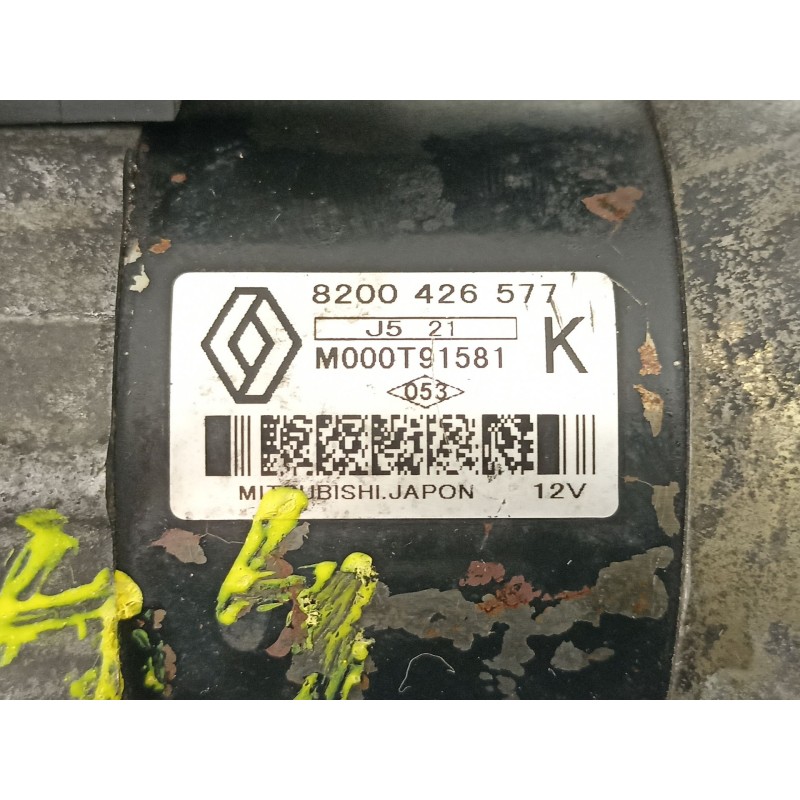 8200 426 577
J5 21
M000T91581 K
053
MITSUBISHI.JAPON 12V